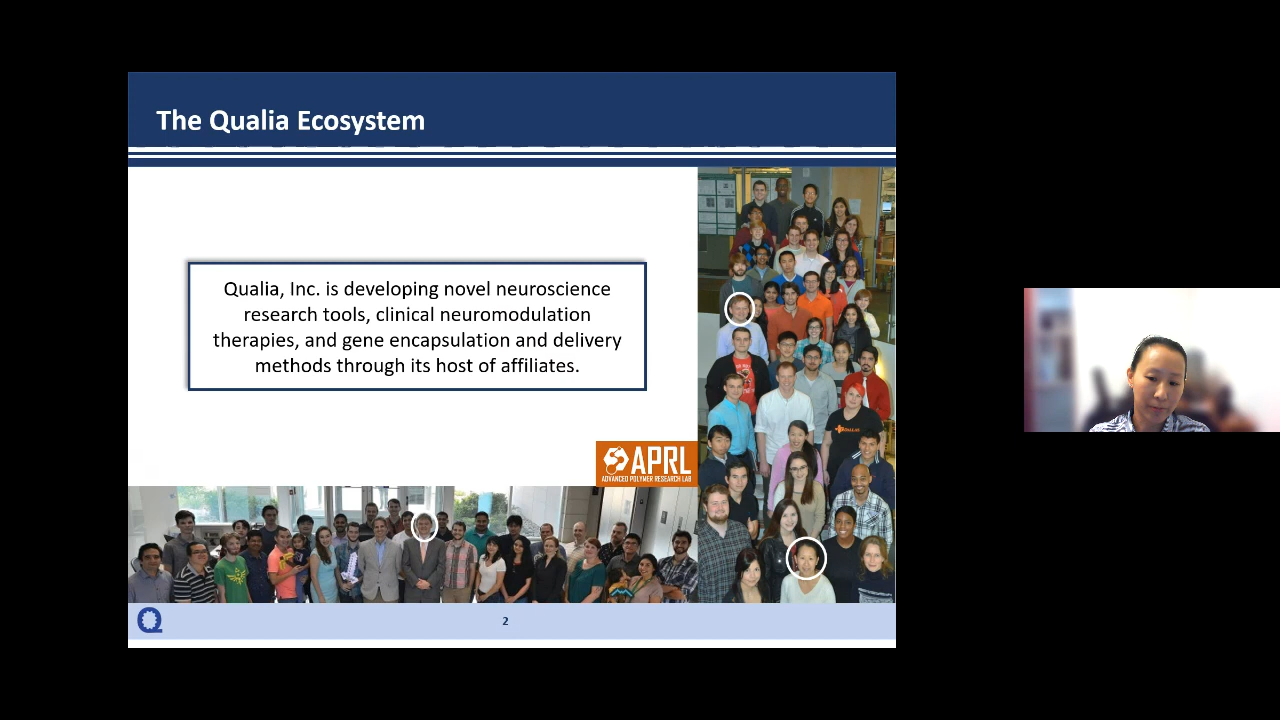 The Qualia Ecosystem
Qualia, Inc. is developing novel neuroscience
research tools, clinical neuromodulation
therapies, and gene encapsulation and delivery
methods through its host of affiliates.
APRL
ADVANCED POLYMER RESEARCH LAB
Q
2